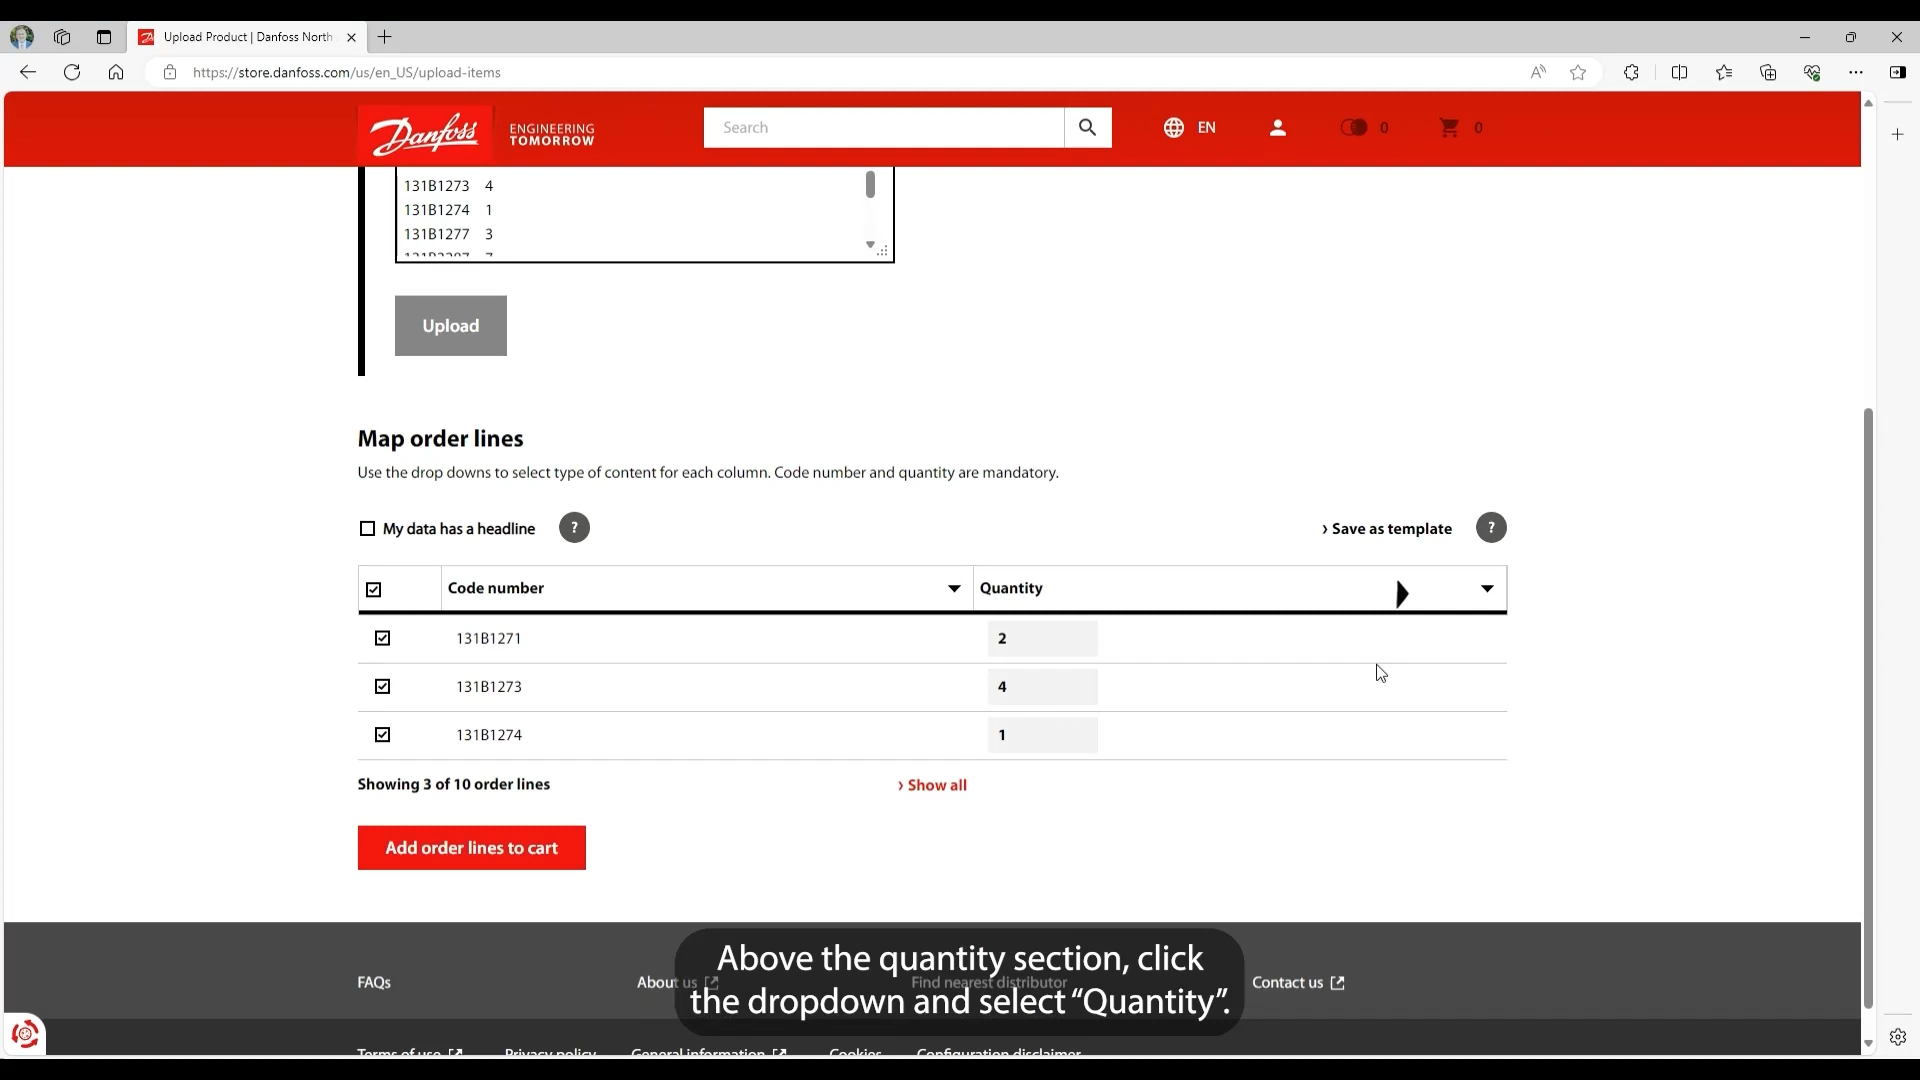 Upload Product | Danfoss North
https://store.danfoss.com/us/en_US/upload-items
Danfoss
ENGINEERING
TOMORROW
Search
EN
0
0
131B1273 4
131B1274 1
131B1277 3
Upload
Map order lines
Use the drop downs to select type of content for each column. Code number and quantity are mandatory.
My data has a headline ?
› Save as template ?
Code number Quantity
131B1271 2
131B1273 4
131B1274 1
Showing 3 of 10 order lines › Show all
Add order lines to cart
FAQs About us Find nearest distributor Contact us
Above the quantity section, click
the dropdown and select “Quantity”.
Terms of use Privacy policy General information Cookies Configuration disclaimer